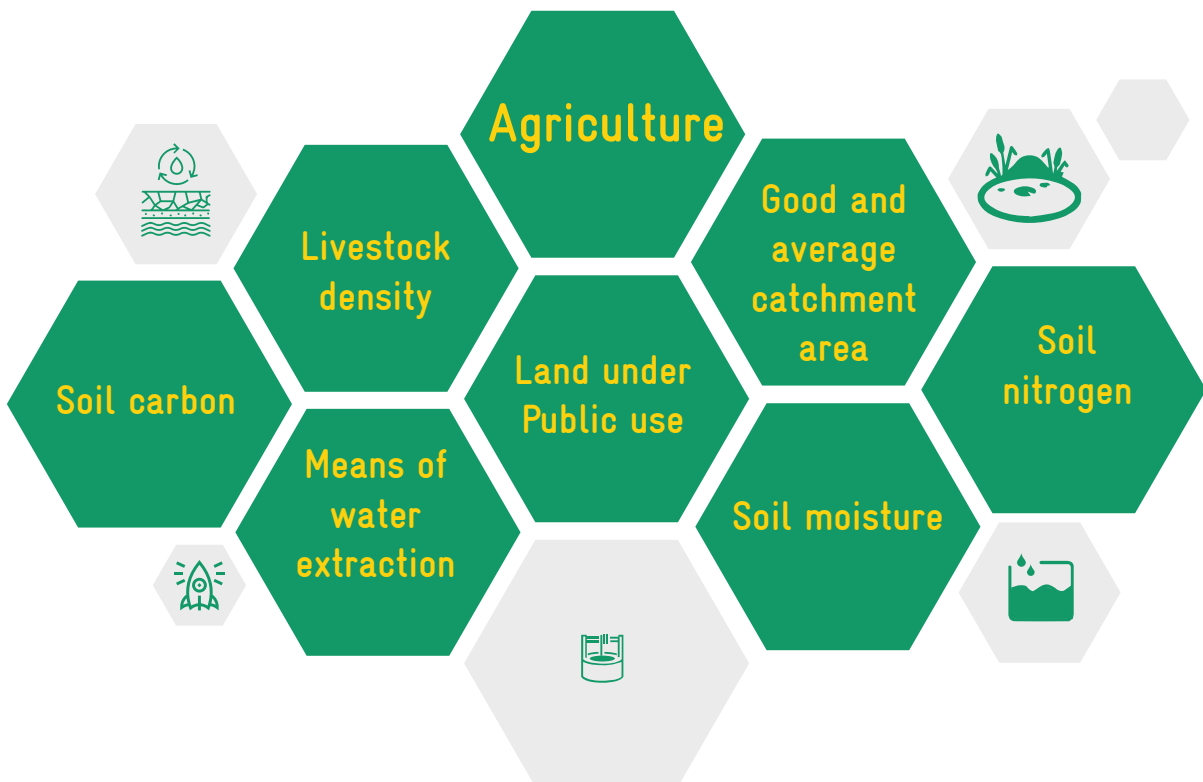 Agriculture
Livestock
density
Good and
average
catchment
area
Soil carbon
Land under
Public use
Soil
nitrogen
Means of
water
extraction
Soil moisture